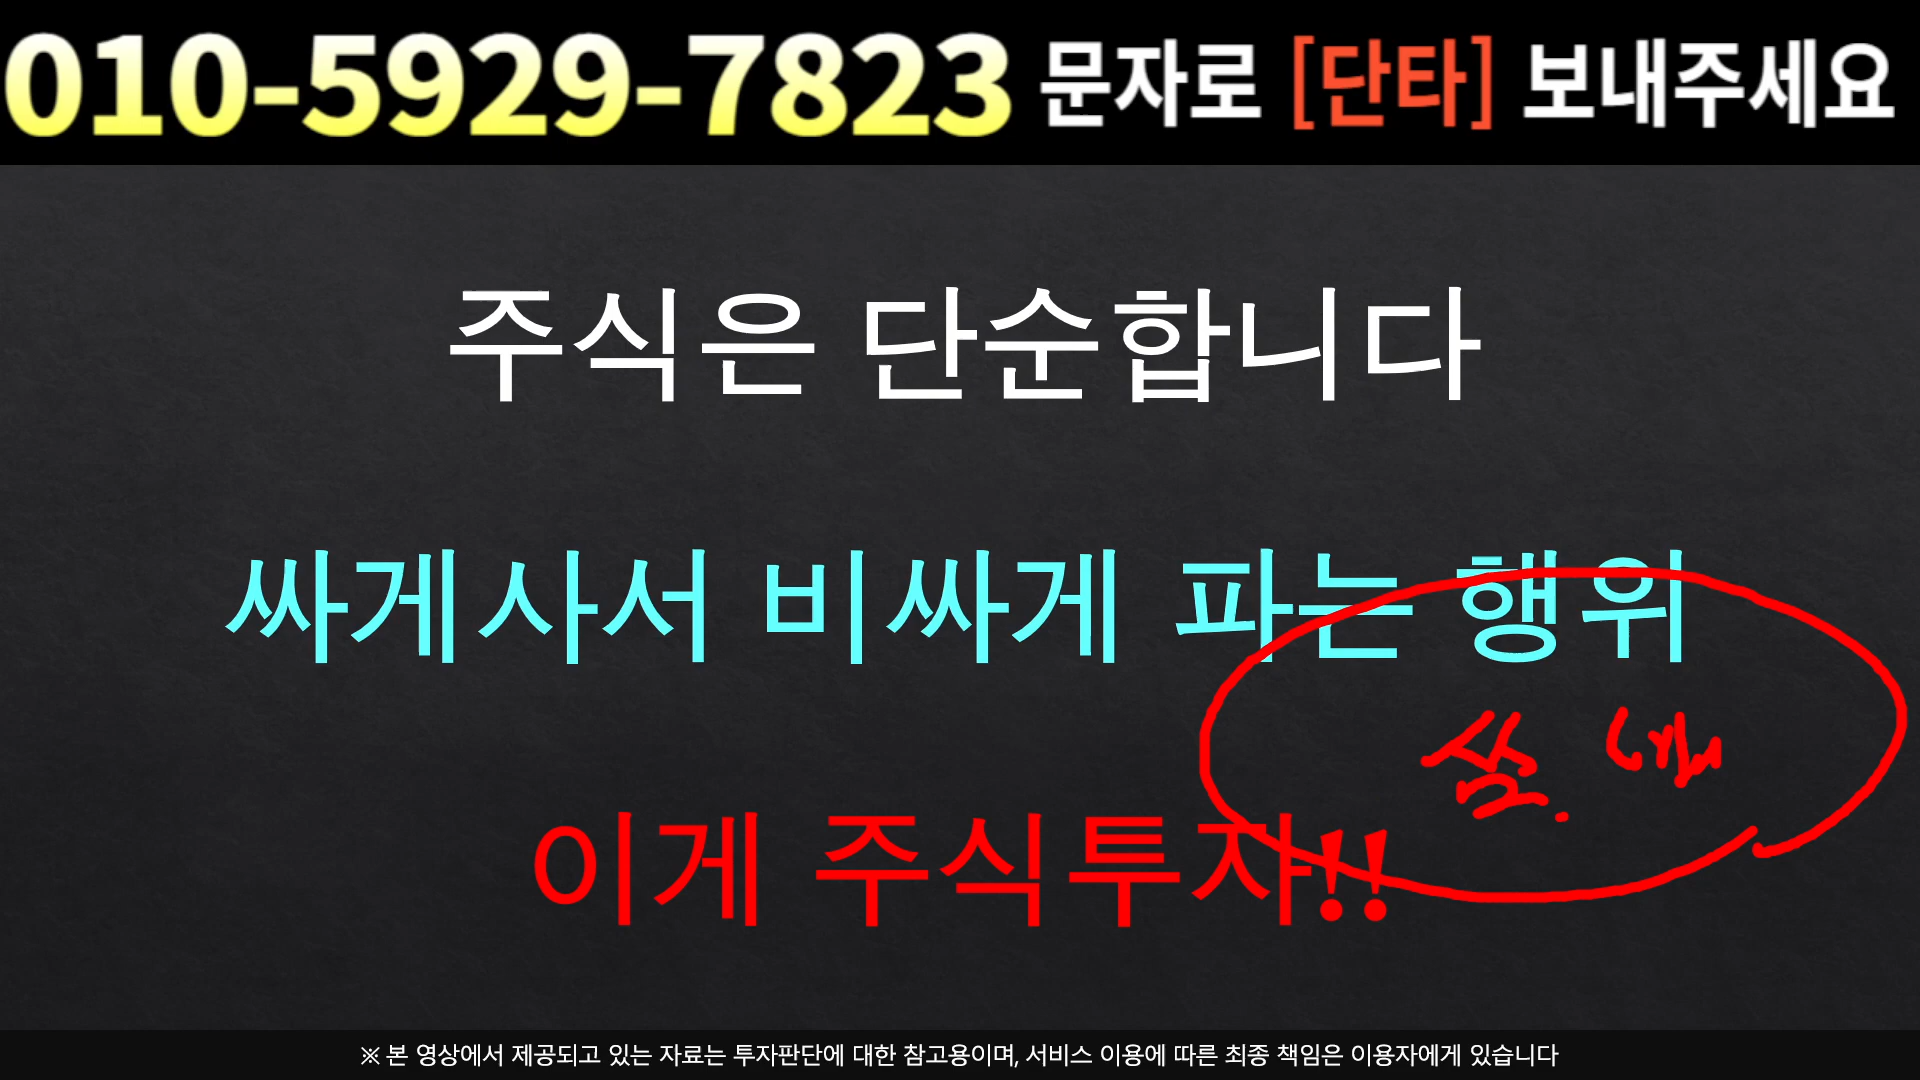 010-5929-7823 문자로 [단타] 보내주세요
주식은 단순합니다
싸게사서 비싸게 파는 행위
쌀. 때
이게 주식투자!!
※ 본 영상에서 제공되고 있는 자료는 투자판단에 대한 참고용이며, 서비스 이용에 따른 최종 책임은 이용자에게 있습니다